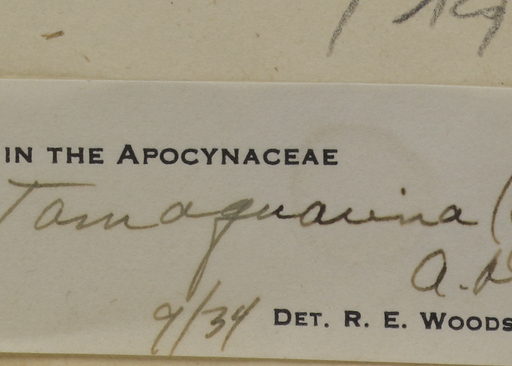 IN THE APOCYNACEAE
Tamaquarina (
A.D
9/34 DET. R. E. WOODS